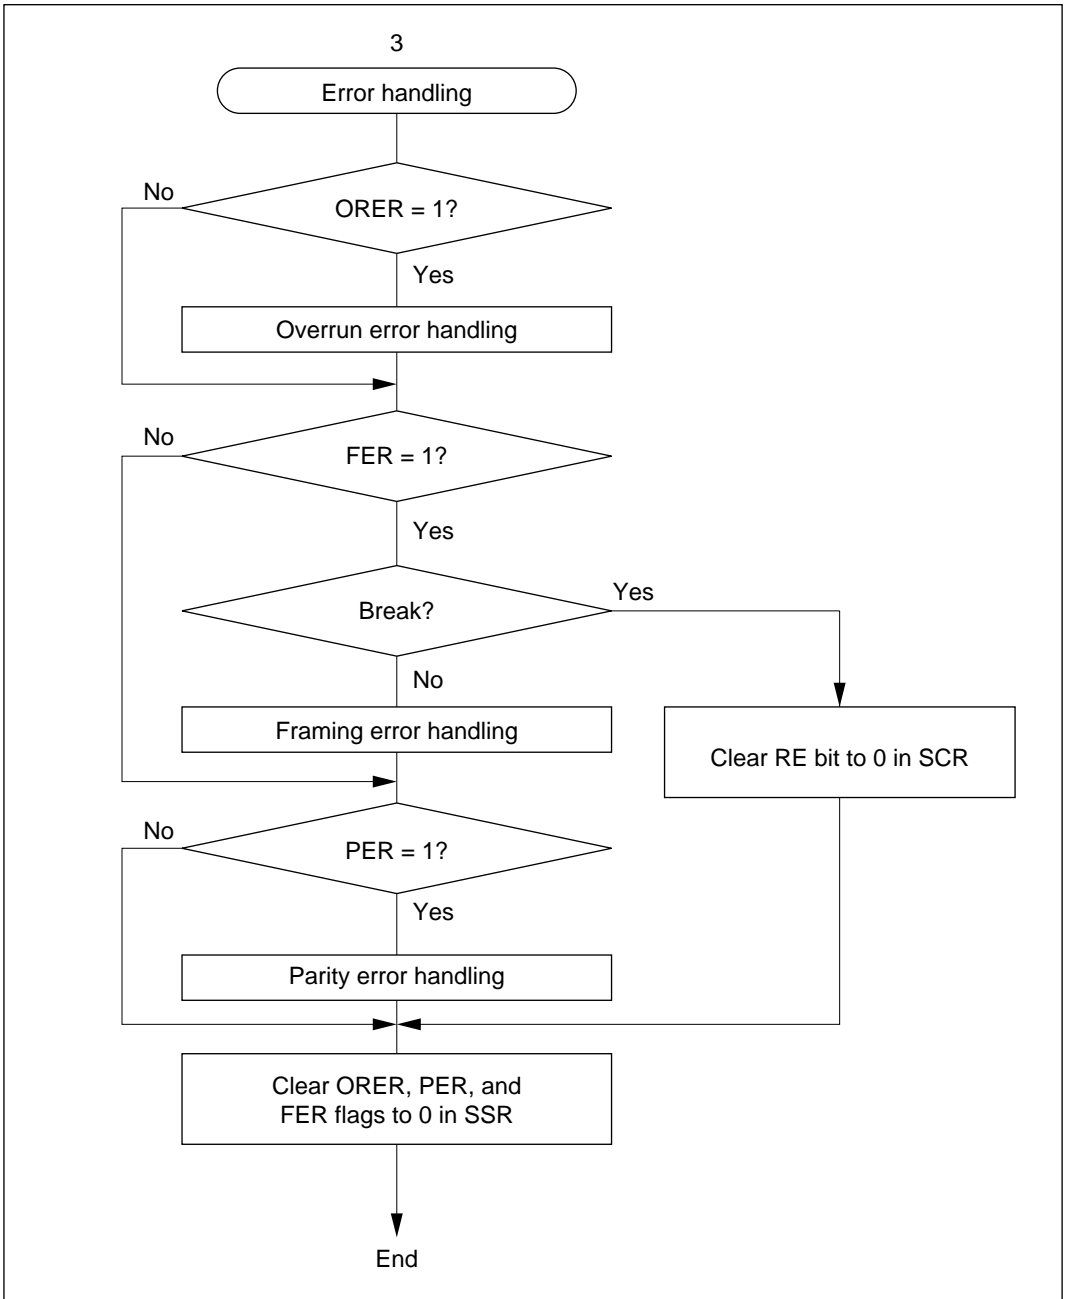 3
Error handling
No
ORER = 1?
Yes
Overrun error handling
No
FER = 1?
Yes
Break?
Yes
No
Framing error handling
Clear RE bit to 0 in SCR
No
PER = 1?
Yes
Parity error handling
Clear ORER, PER, and
FER flags to 0 in SSR
End